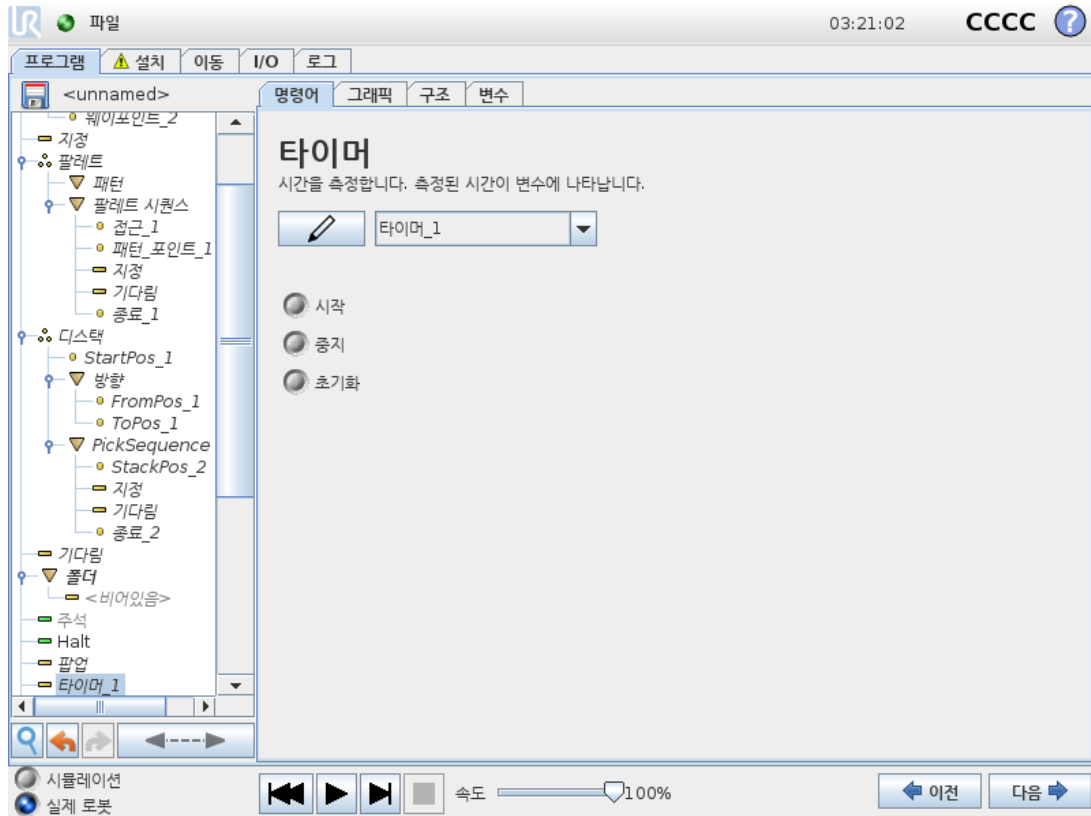 UR 파일 03:21:02 CCCC ?
프로그램 설치 이동 I/O 로그
<unnamed> 명령어 그래픽 구조 변수
웨이포인트_2
지정
팔레트
패턴
팔레트 시퀀스
접근_1
패턴_포인트_1
지정
기다림
종료_1
디스택
StartPos_1
방향
FromPos_1
ToPos_1
PickSequence
StackPos_2
지정
기다림
종료_2
기다림
폴더
<비어있음>
주석
Halt
팝업
타이머_1
타이머
시간을 측정합니다. 측정된 시간이 변수에 나타납니다.
타이머_1
시작
중지
초기화
시뮬레이션
실제 로봇
속도 100% 이전 다음